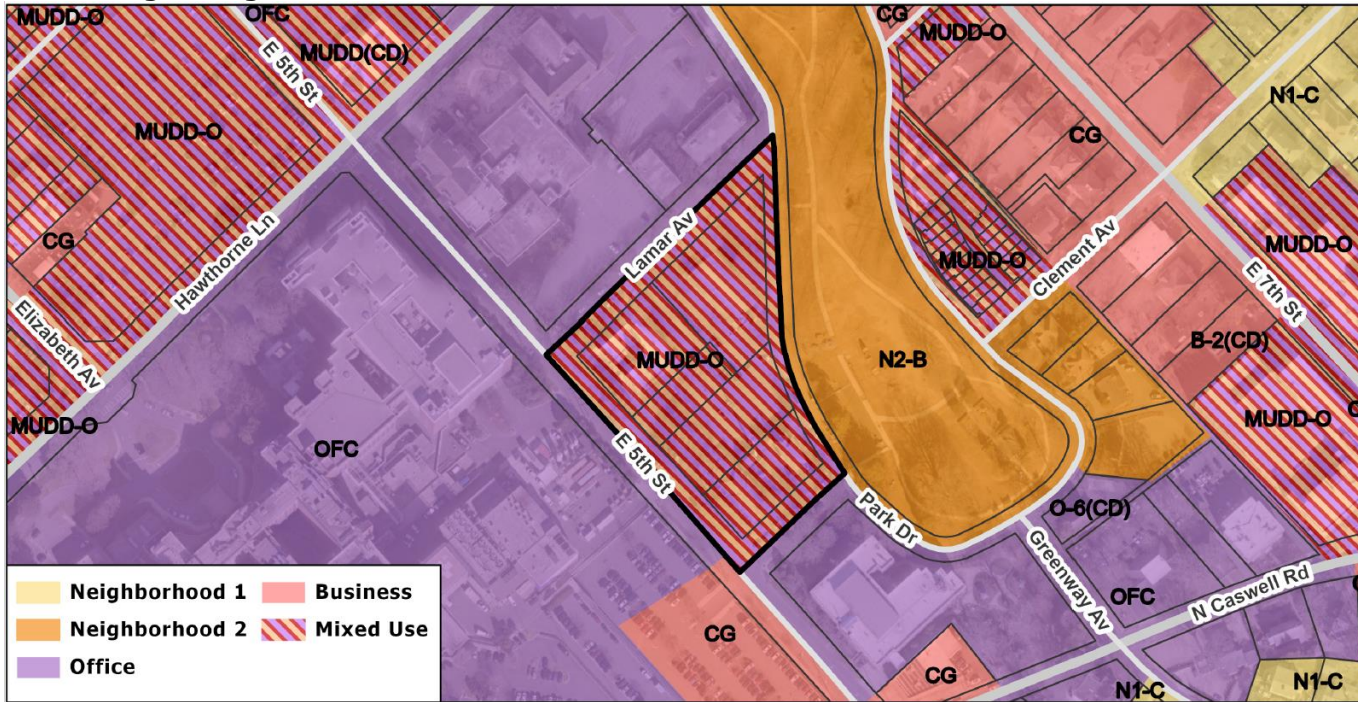 MUDD-O
OFC
CG
E 5th St
MUDD(CD)
MUDD-O
N1-C
MUDD-O
CG
Lamar Av
Hawthorne Ln
CG
MUDD-O
Clement Av
MUDD-O
E 7th St
Elizabeth Av
MUDD-O
N2-B
B-2(CD)
MUDD-O
MUDD-O
OFC
E 5th St
Park Dr
O-6(CD)
Greenway Av
OFC
N Caswell Rd
CG
CG
N1-C
N1-C
Neighborhood 1
Business
Neighborhood 2
Mixed Use
Office